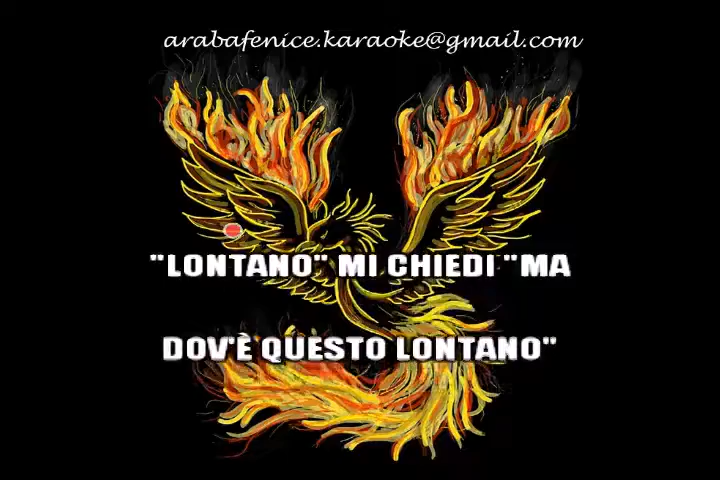 arabafenice.karaoke@gmail.com
"LONTANO" MI CHIEDI "MA
DOV'È QUESTO LONTANO"